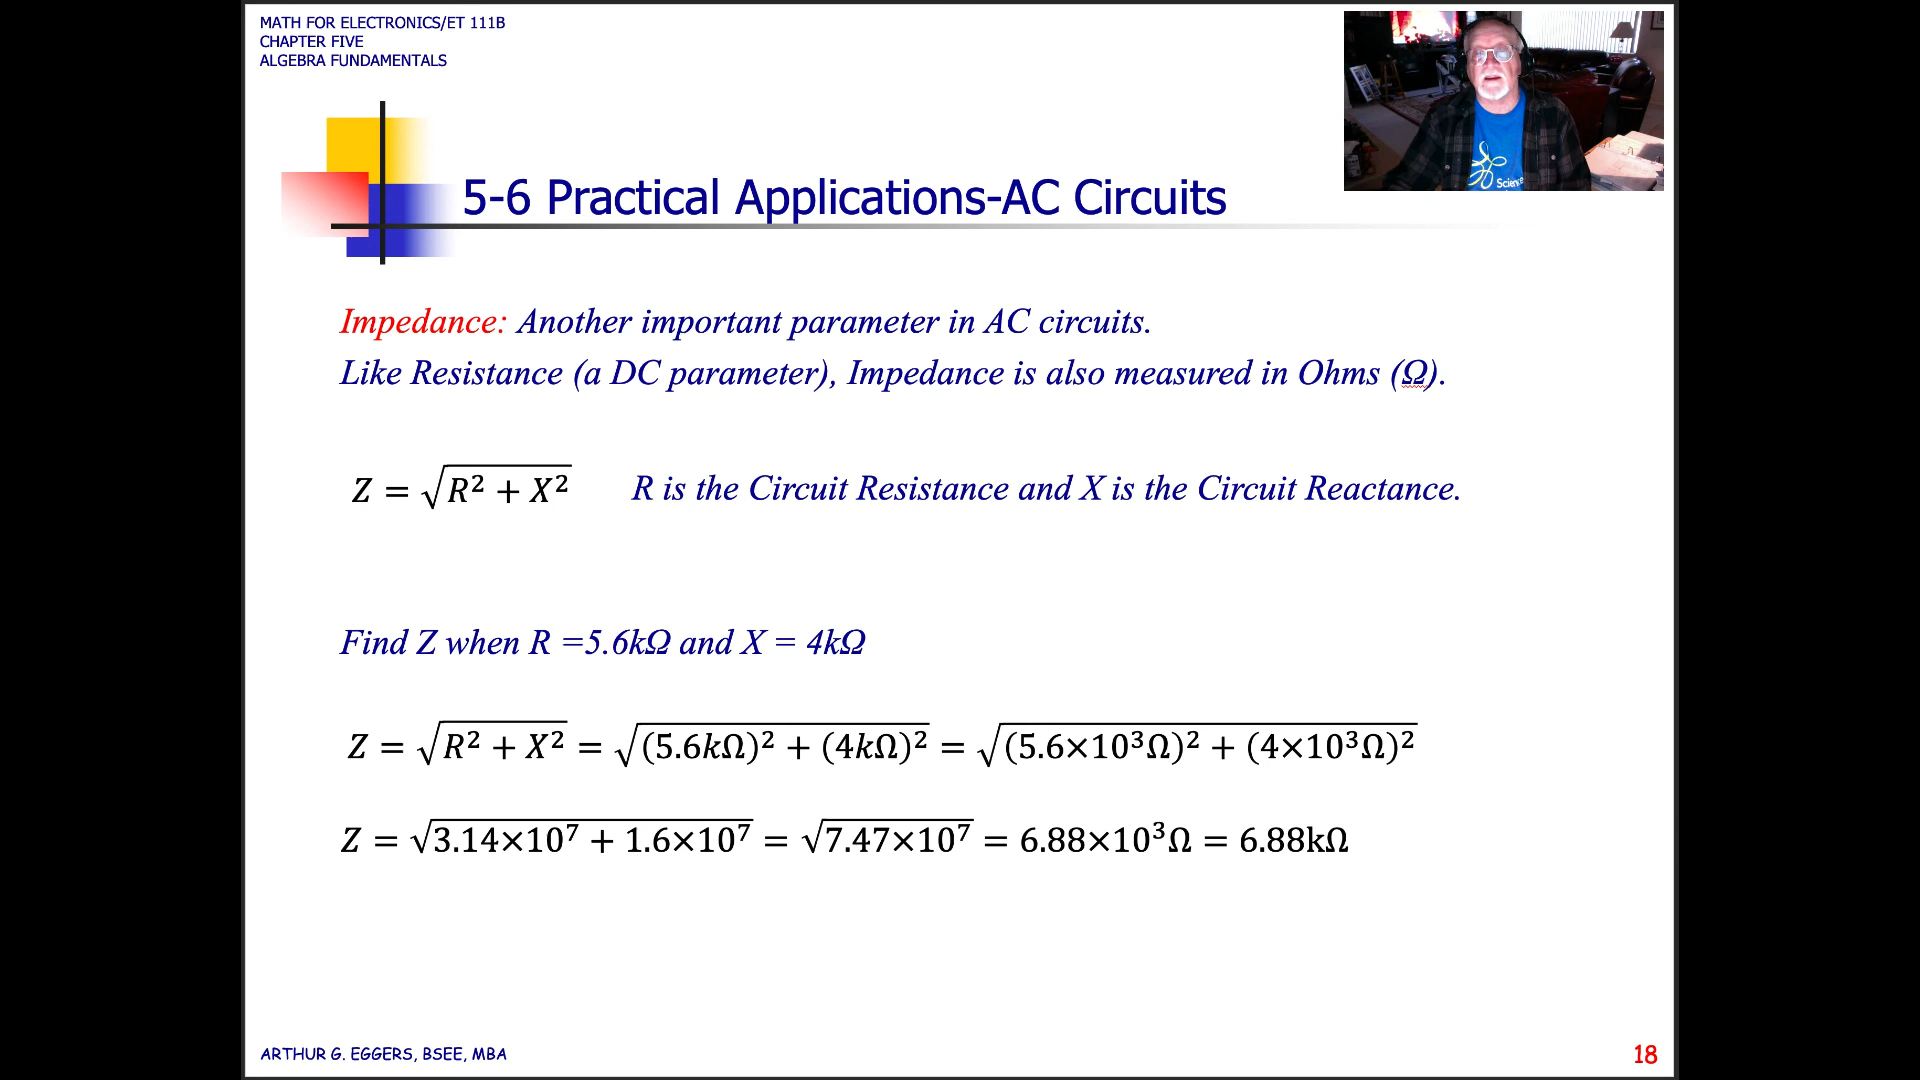 MATH FOR ELECTRONICS/ET 111B
CHAPTER FIVE
ALGEBRA FUNDAMENTALS
Science
5-6 Practical Applications-AC Circuits
Impedance: Another important parameter in AC circuits.
Like Resistance (a DC parameter), Impedance is also measured in Ohms (Ω).
Z = √(R² + X²) R is the Circuit Resistance and X is the Circuit Reactance.
Find Z when R =5.6kΩ and X = 4kΩ
Z = √(R² + X²) = √((5.6kΩ)² + (4kΩ)²) = √((5.6×10³Ω)² + (4×10³Ω)²)
Z = √(3.14×10⁷ + 1.6×10⁷) = √(7.47×10⁷) = 6.88×10³Ω = 6.88kΩ
ARTHUR G. EGGERS, BSEE, MBA
18